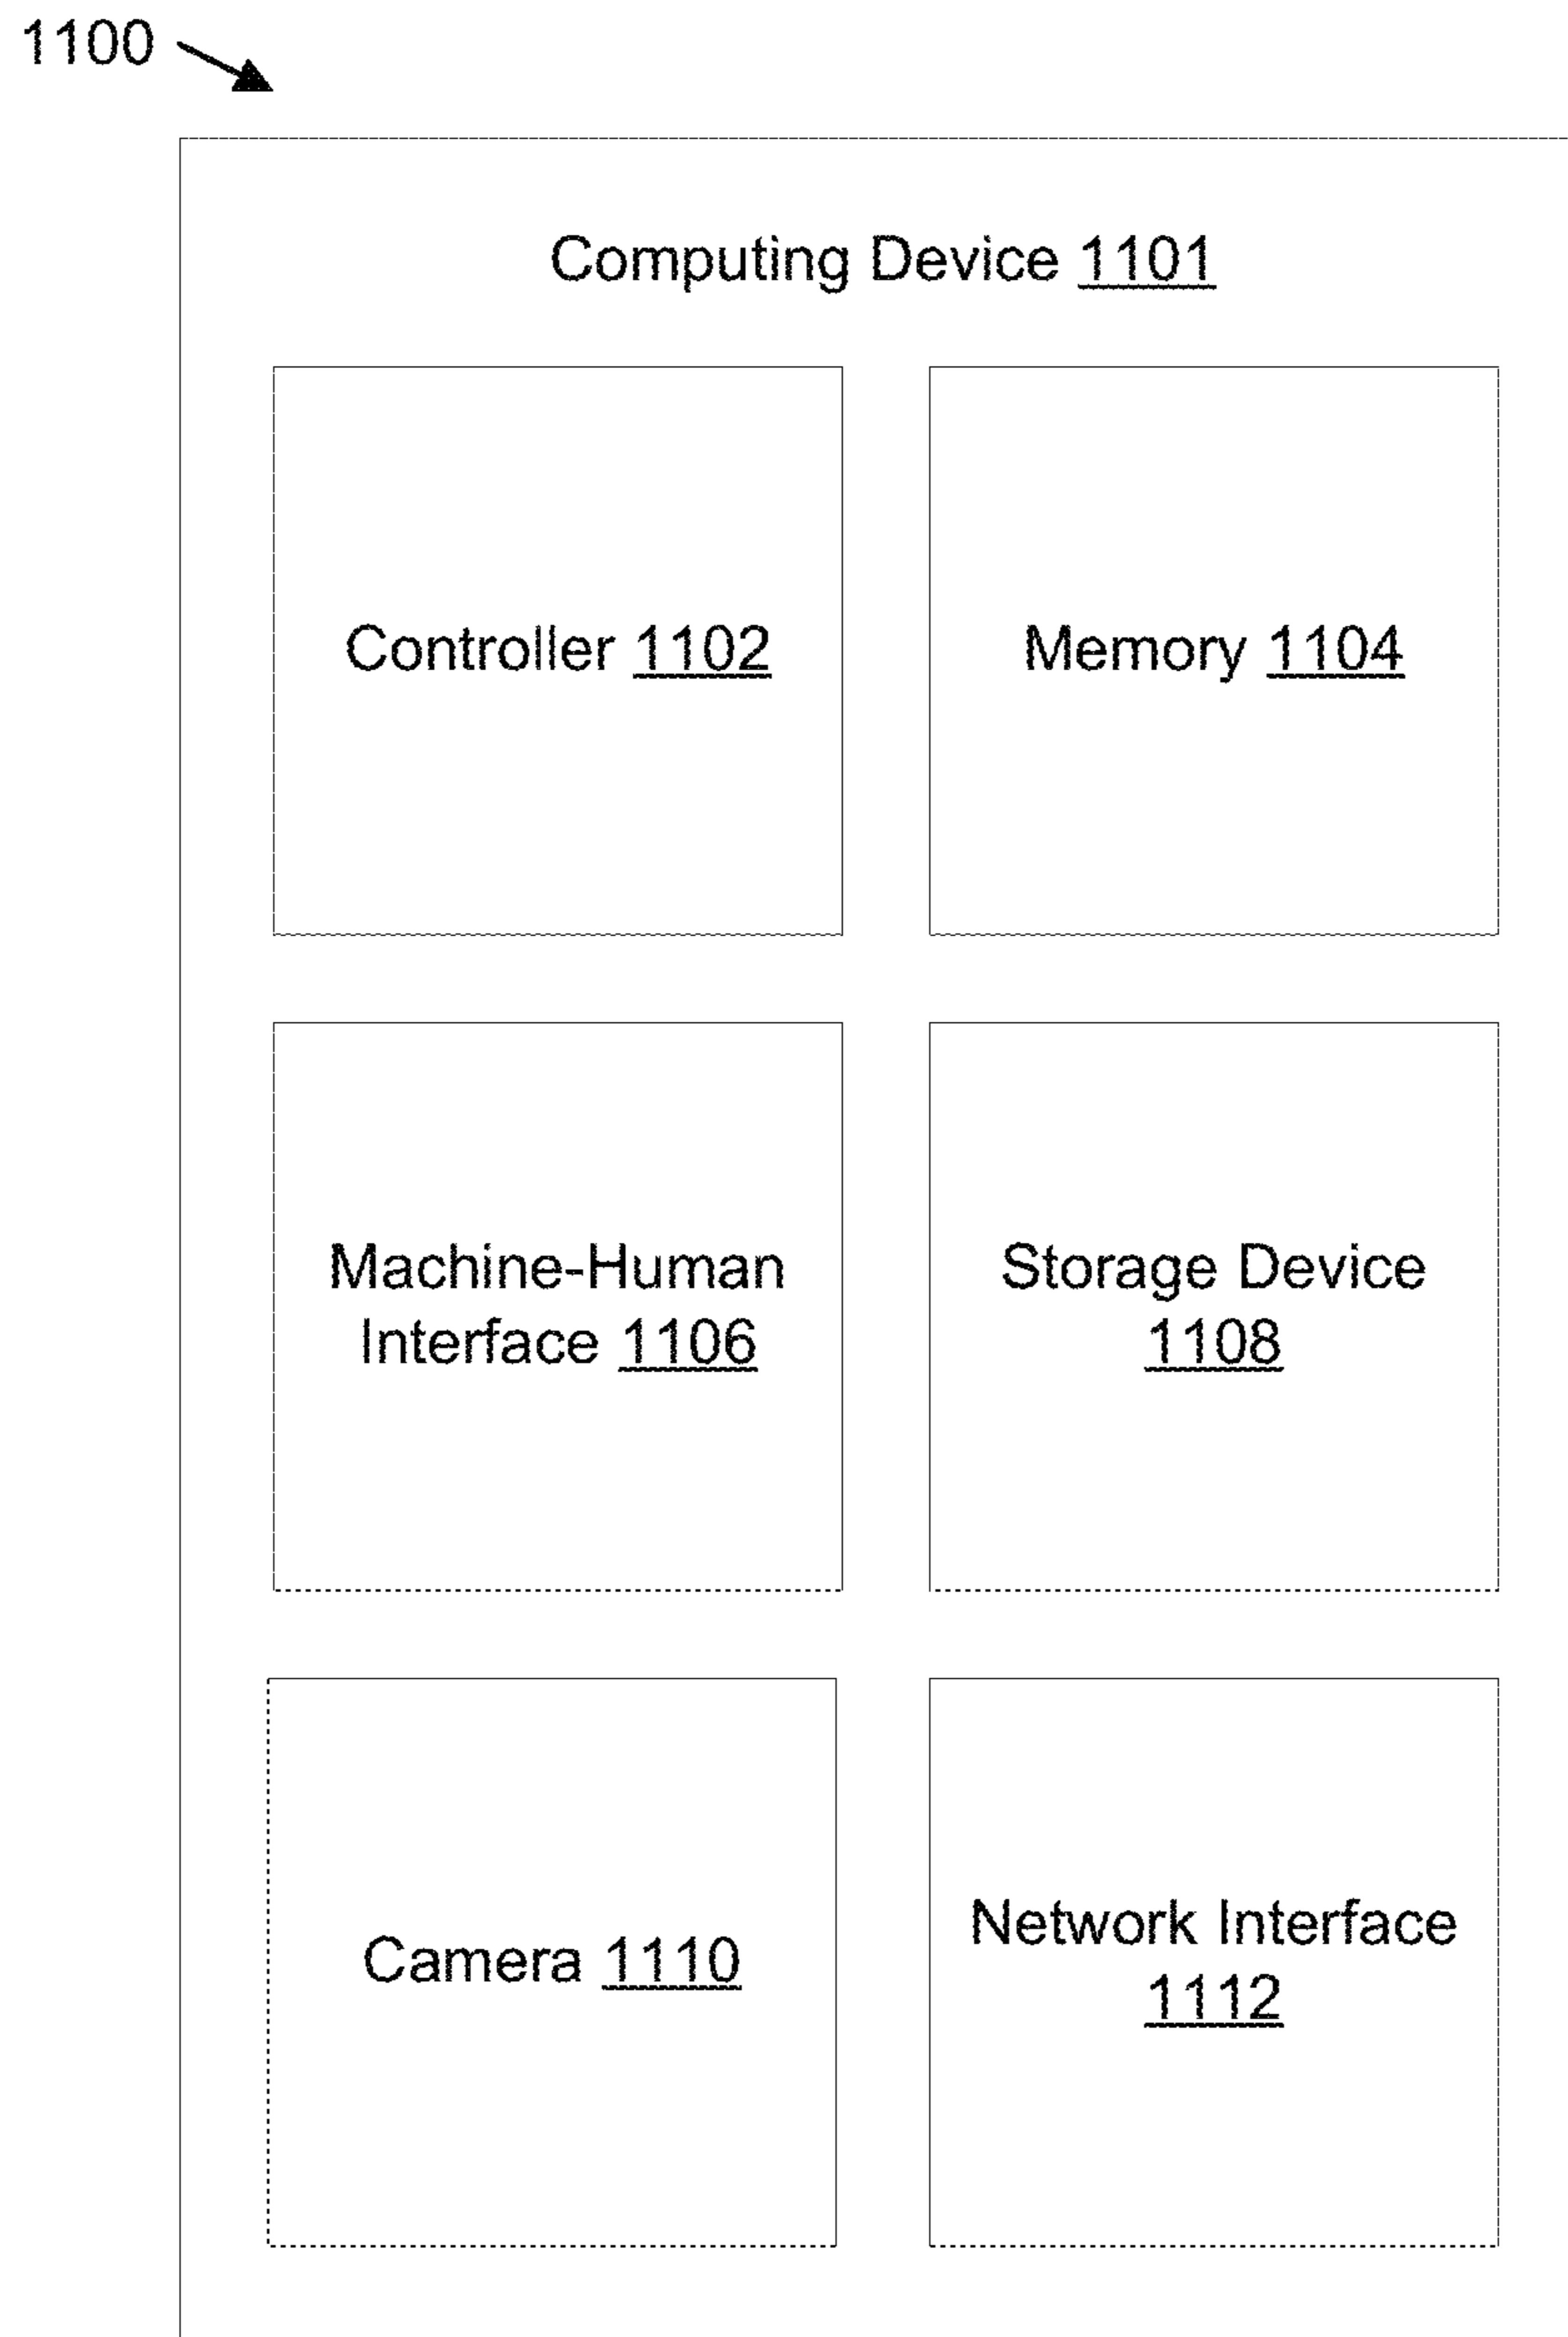 1100
Computing Device 1101
Controller 1102
Memory 1104
Machine-Human
Interface 1106
Storage Device
1108
Camera 1110
Network Interface
1112